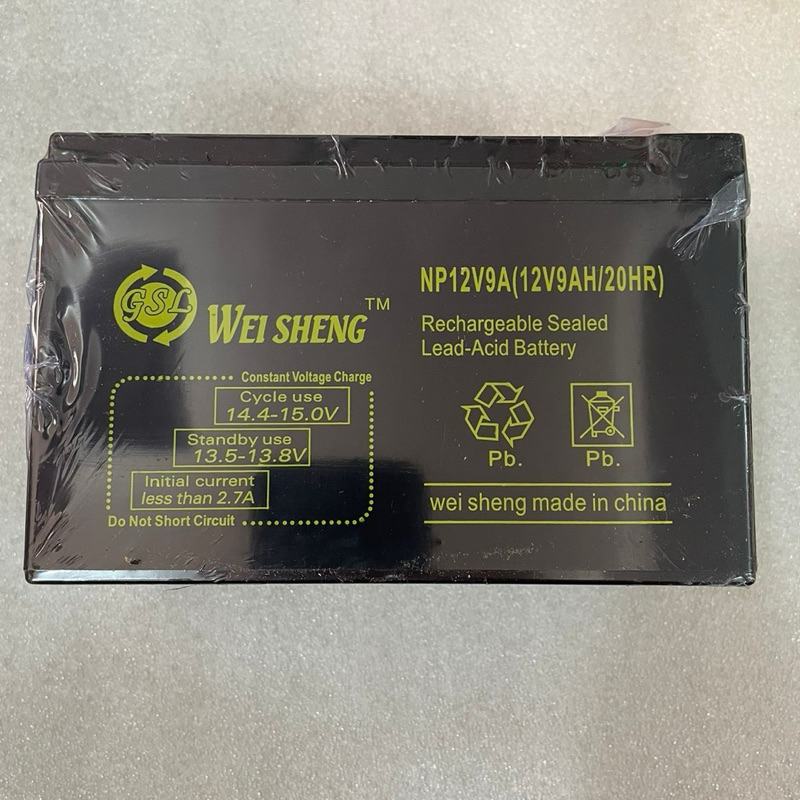 GSL WEI SHENG™
Constant Voltage Charge
Cycle use
14.4-15.0V
Standby use
13.5-13.8V
Initial current
less than 2.7A
Do Not Short Circuit
NP12V9A(12V9AH/20HR)
Rechargeable Sealed
Lead-Acid Battery
Pb. Pb.
wei sheng made in china